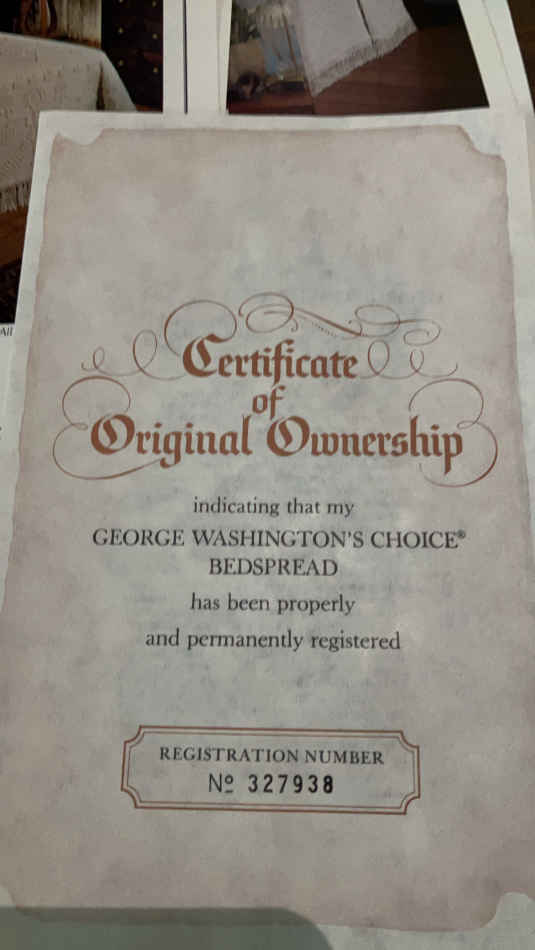 All
Certificate
of
Original Ownership
indicating that my
GEORGE WASHINGTON'S CHOICE®
BEDSPREAD
has been properly
and permanently registered
REGISTRATION NUMBER
Nº 327938